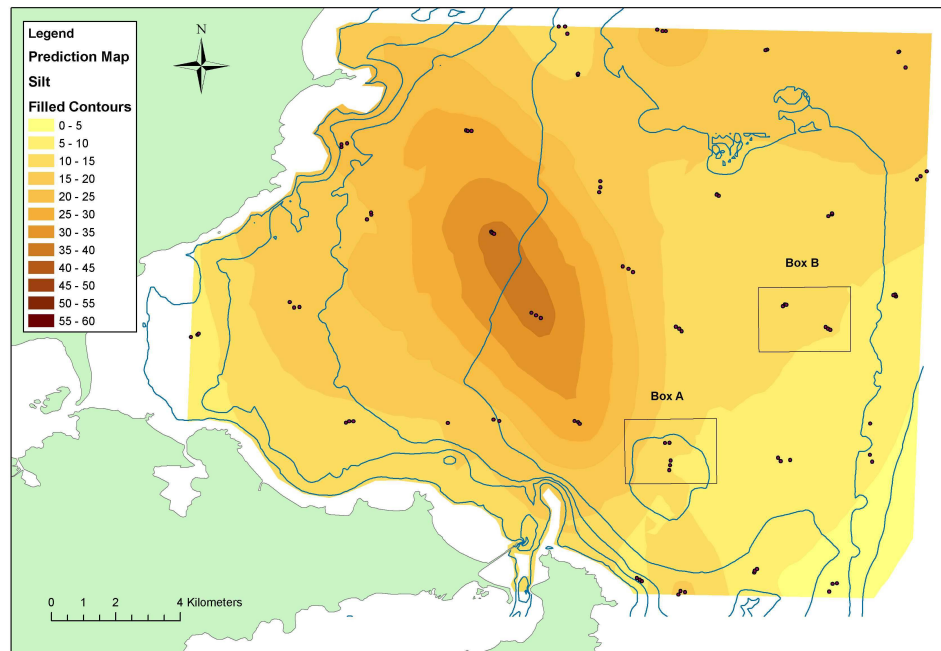 Legend
N
Prediction Map
Silt
Filled Contours
0 - 5
5 - 10
10 - 15
15 - 20
20 - 25
25 - 30
30 - 35
35 - 40
40 - 45
45 - 50
50 - 55
55 - 60
Box B
Box A
0 1 2 4 Kilometers